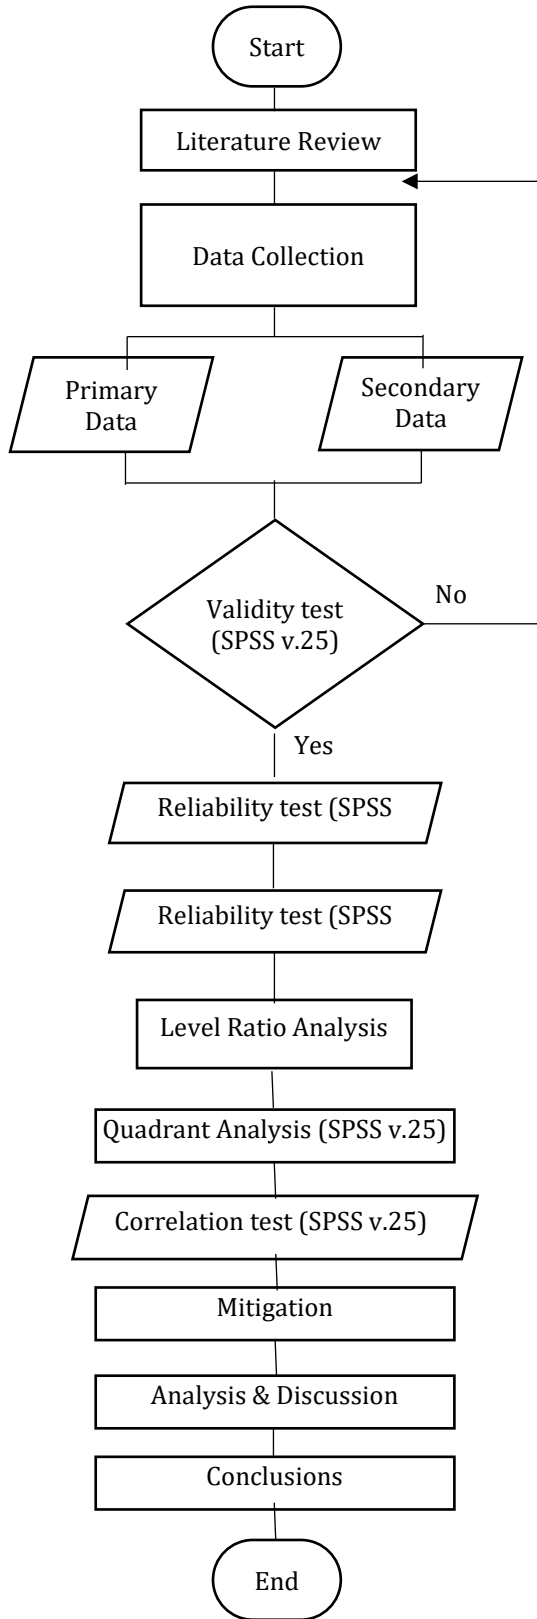 Start
Literature Review
Data Collection
Primary
Data
Secondary
Data
Validity test
(SPSS v.25)
No
Yes
Reliability test (SPSS
Reliability test (SPSS
Level Ratio Analysis
Quadrant Analysis (SPSS v.25)
Correlation test (SPSS v.25)
Mitigation
Analysis & Discussion
Conclusions
End